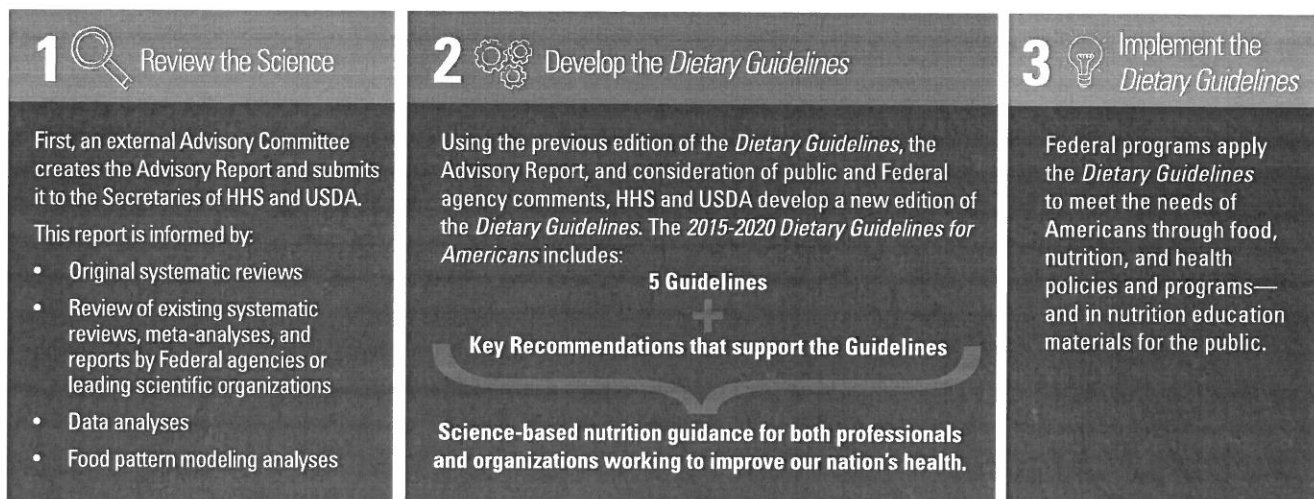 1 Review the Science
First, an external Advisory Committee
creates the Advisory Report and submits
it to the Secretaries of HHS and USDA.
This report is informed by:
• Original systematic reviews
• Review of existing systematic
reviews, meta-analyses, and
reports by Federal agencies or
leading scientific organizations
• Data analyses
• Food pattern modeling analyses
2 Develop the Dietary Guidelines
Using the previous edition of the Dietary Guidelines, the
Advisory Report, and consideration of public and Federal
agency comments, HHS and USDA develop a new edition of
the Dietary Guidelines. The 2015-2020 Dietary Guidelines for
Americans includes:
5 Guidelines
+
Key Recommendations that support the Guidelines
Science-based nutrition guidance for both professionals
and organizations working to improve our nation's health.
3 Implement the
Dietary Guidelines
Federal programs apply
the Dietary Guidelines
to meet the needs of
Americans through food,
nutrition, and health
policies and programs—
and in nutrition education
materials for the public.